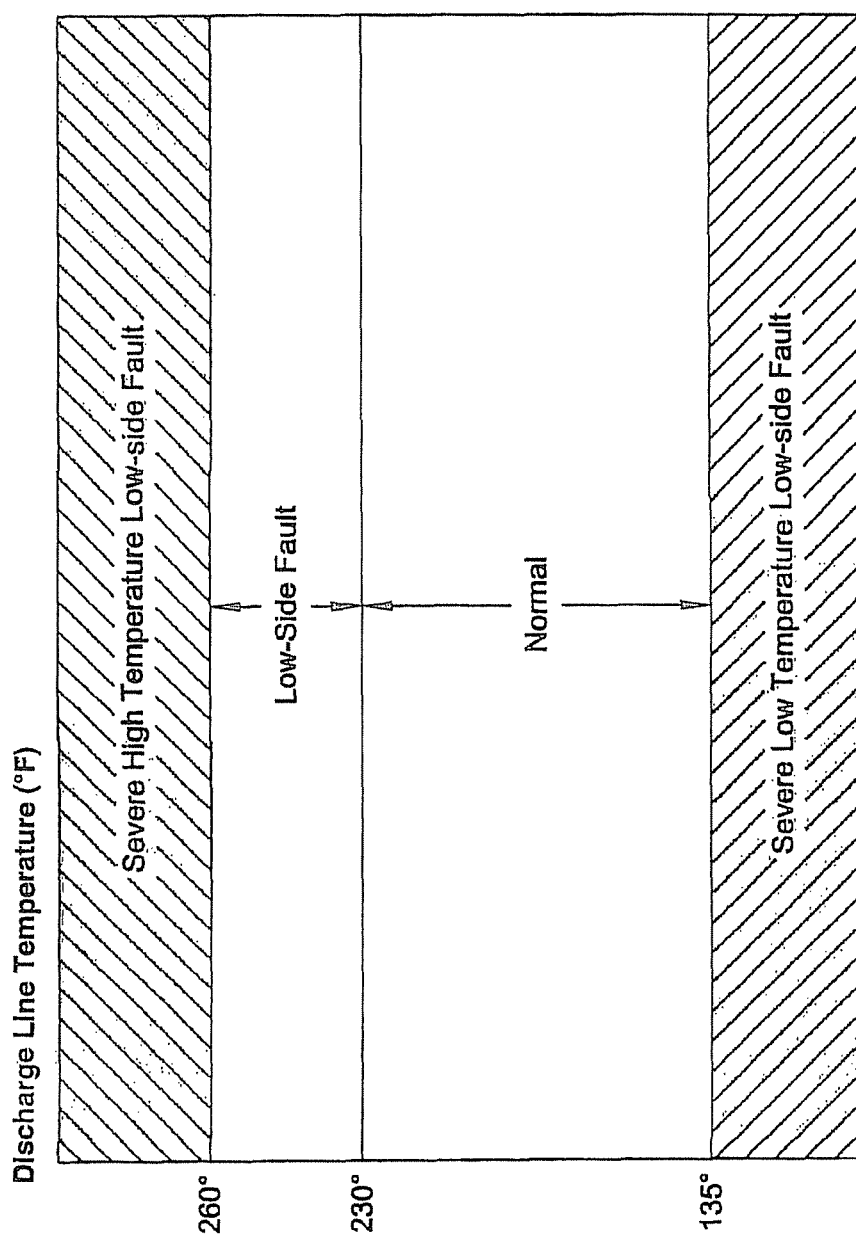 Discharge Line Temperature (°F)
260°
Severe High Temperature Low-side Fault
Low-Side Fault
230°
Normal
135°
Severe Low Temperature Low-side Fault